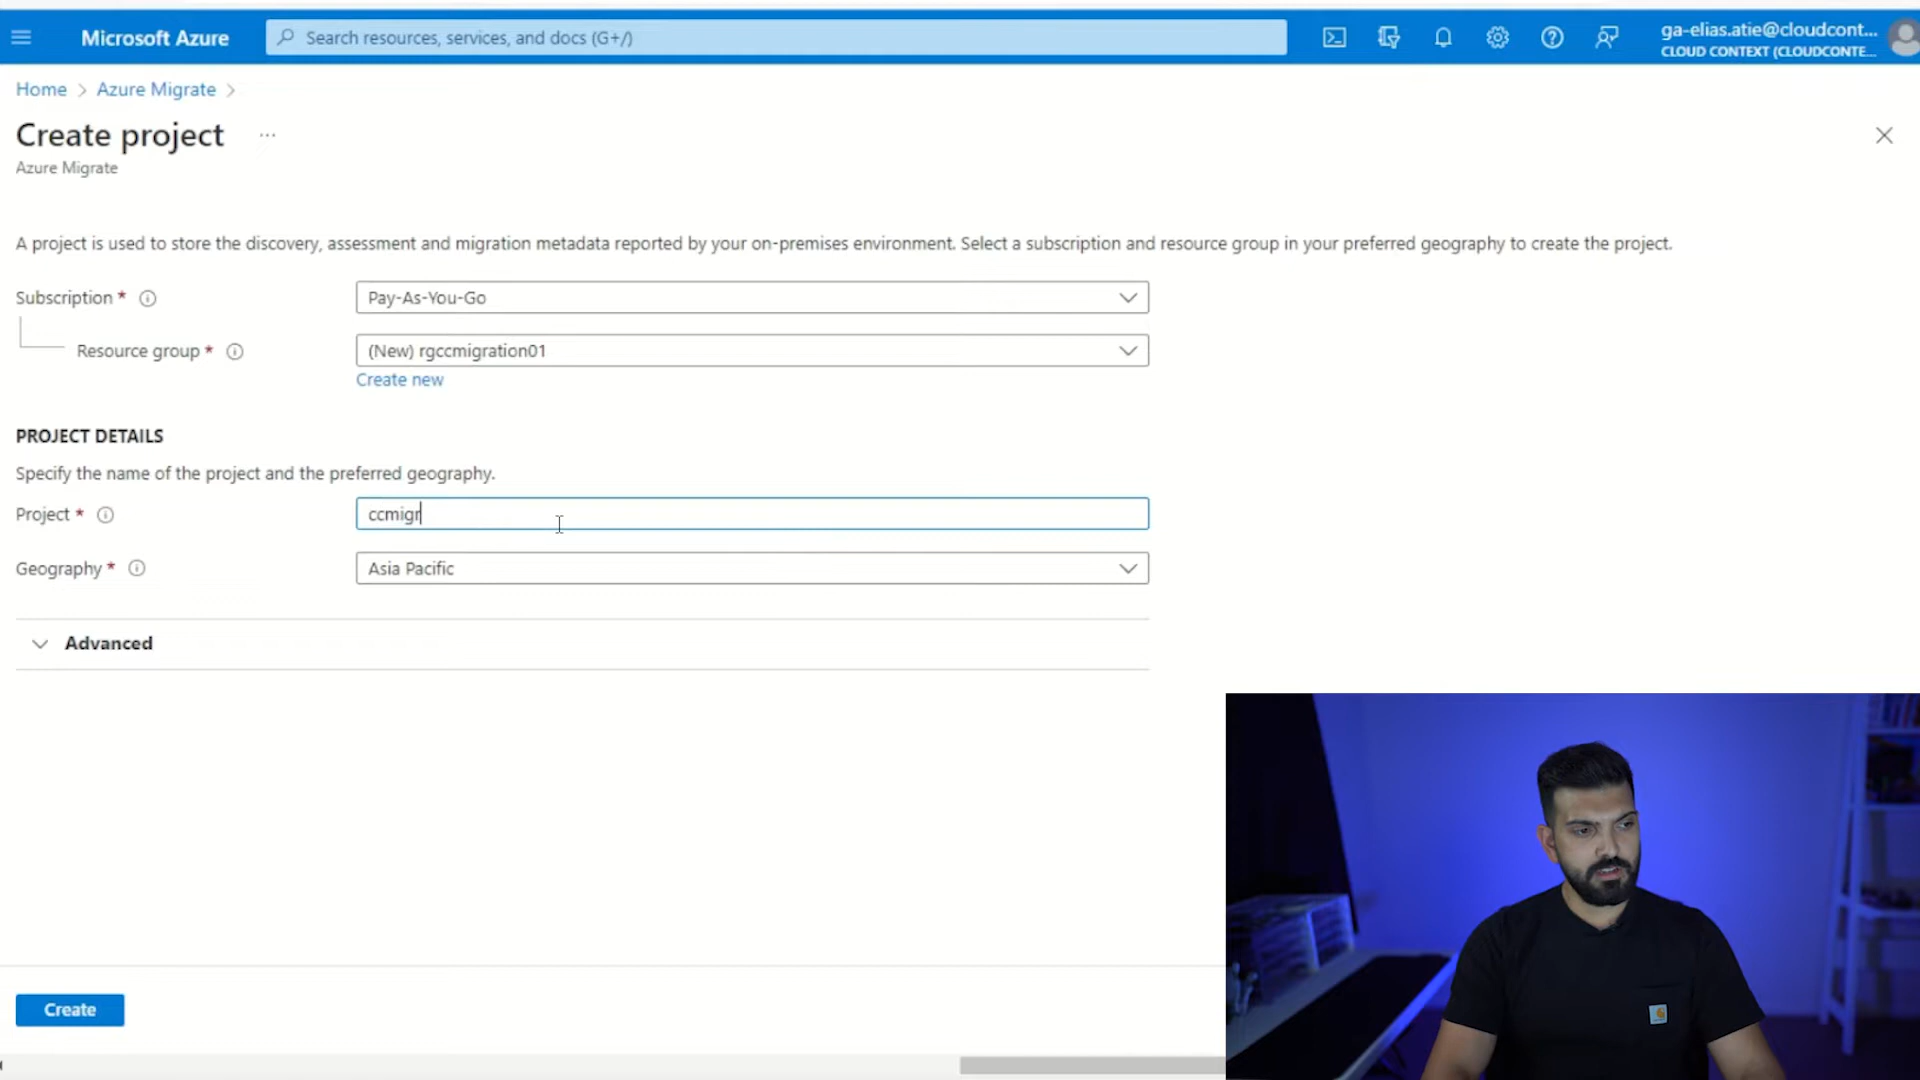 Microsoft Azure
Search resources, services, and docs (G+/)
ga-elias.atie@cloudcont...
CLOUD CONTEXT (CLOUDCONTE...
Home > Azure Migrate >
Create project ...
Azure Migrate
A project is used to store the discovery, assessment and migration metadata reported by your on-premises environment. Select a subscription and resource group in your preferred geography to create the project.
Subscription * Pay-As-You-Go
Resource group * (New) rgccmigration01
Create new
PROJECT DETAILS
Specify the name of the project and the preferred geography.
Project * ccmigr
Geography * Asia Pacific
Advanced
Create